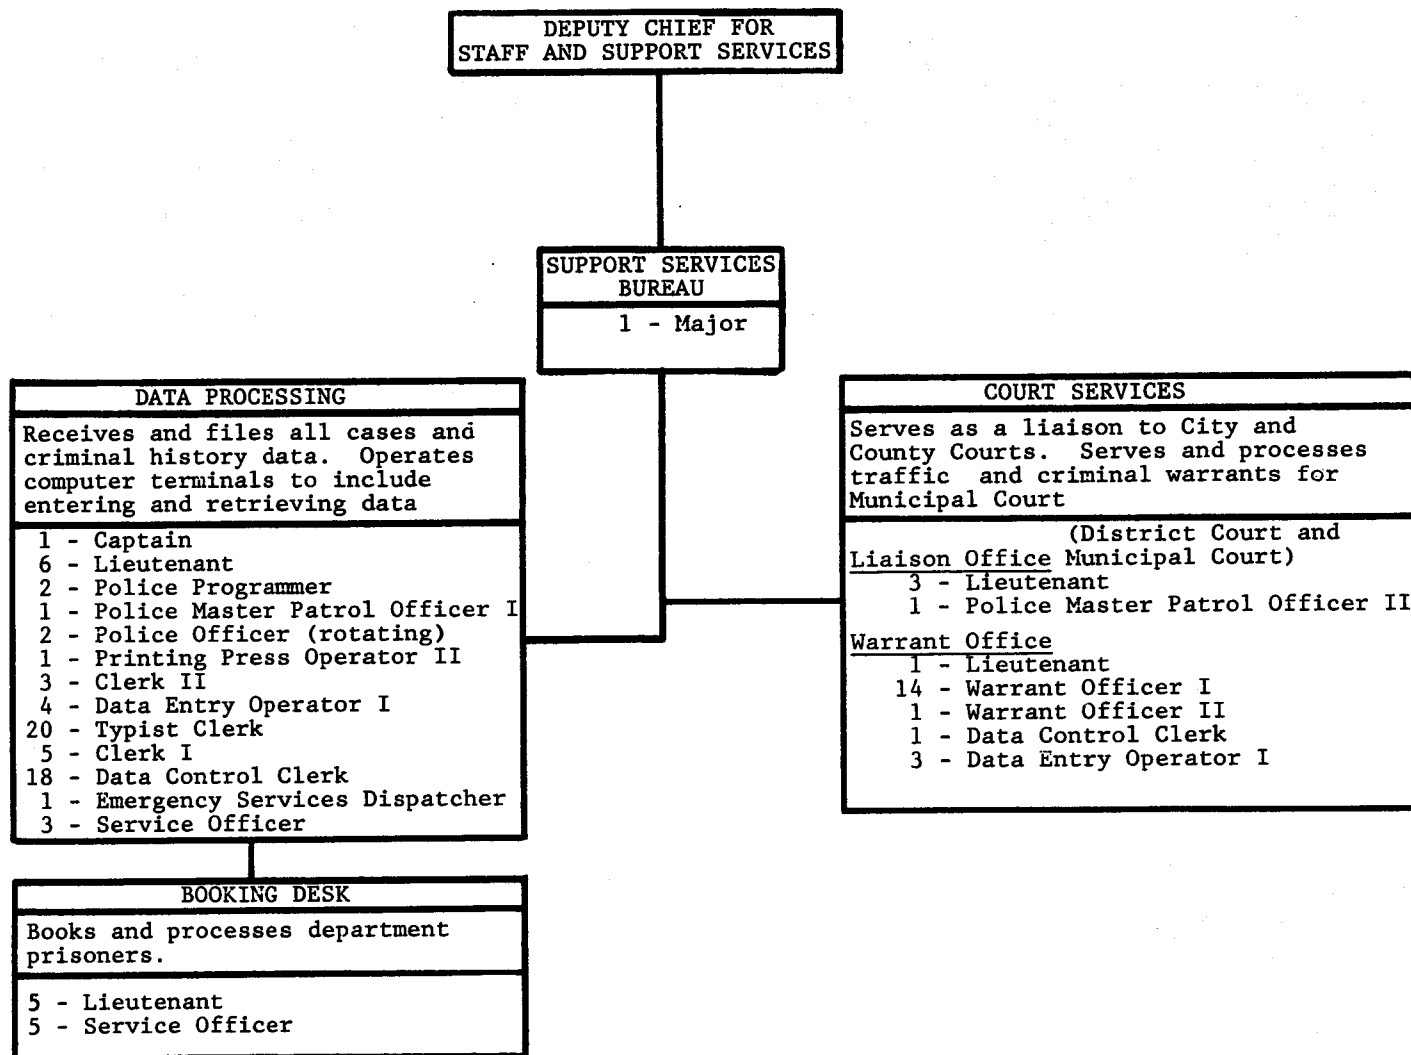 DEPUTY CHIEF FOR
STAFF AND SUPPORT SERVICES
SUPPORT SERVICES
BUREAU
1 - Major
DATA PROCESSING
Receives and files all cases and
criminal history data. Operates
computer terminals to include
entering and retrieving data
1 - Captain
6 - Lieutenant
2 - Police Programmer
1 - Police Master Patrol Officer I
2 - Police Officer (rotating)
1 - Printing Press Operator II
3 - Clerk II
4 - Data Entry Operator I
20 - Typist Clerk
5 - Clerk I
18 - Data Control Clerk
1 - Emergency Services Dispatcher
3 - Service Officer
BOOKING DESK
Books and processes department
prisoners.
5 - Lieutenant
5 - Service Officer
COURT SERVICES
Serves as a liaison to City and
County Courts. Serves and processes
traffic and criminal warrants for
Municipal Court
(District Court and
Liaison Office Municipal Court)
3 - Lieutenant
1 - Police Master Patrol Officer II
Warrant Office
1 - Lieutenant
14 - Warrant Officer I
1 - Warrant Officer II
1 - Data Control Clerk
3 - Data Entry Operator I